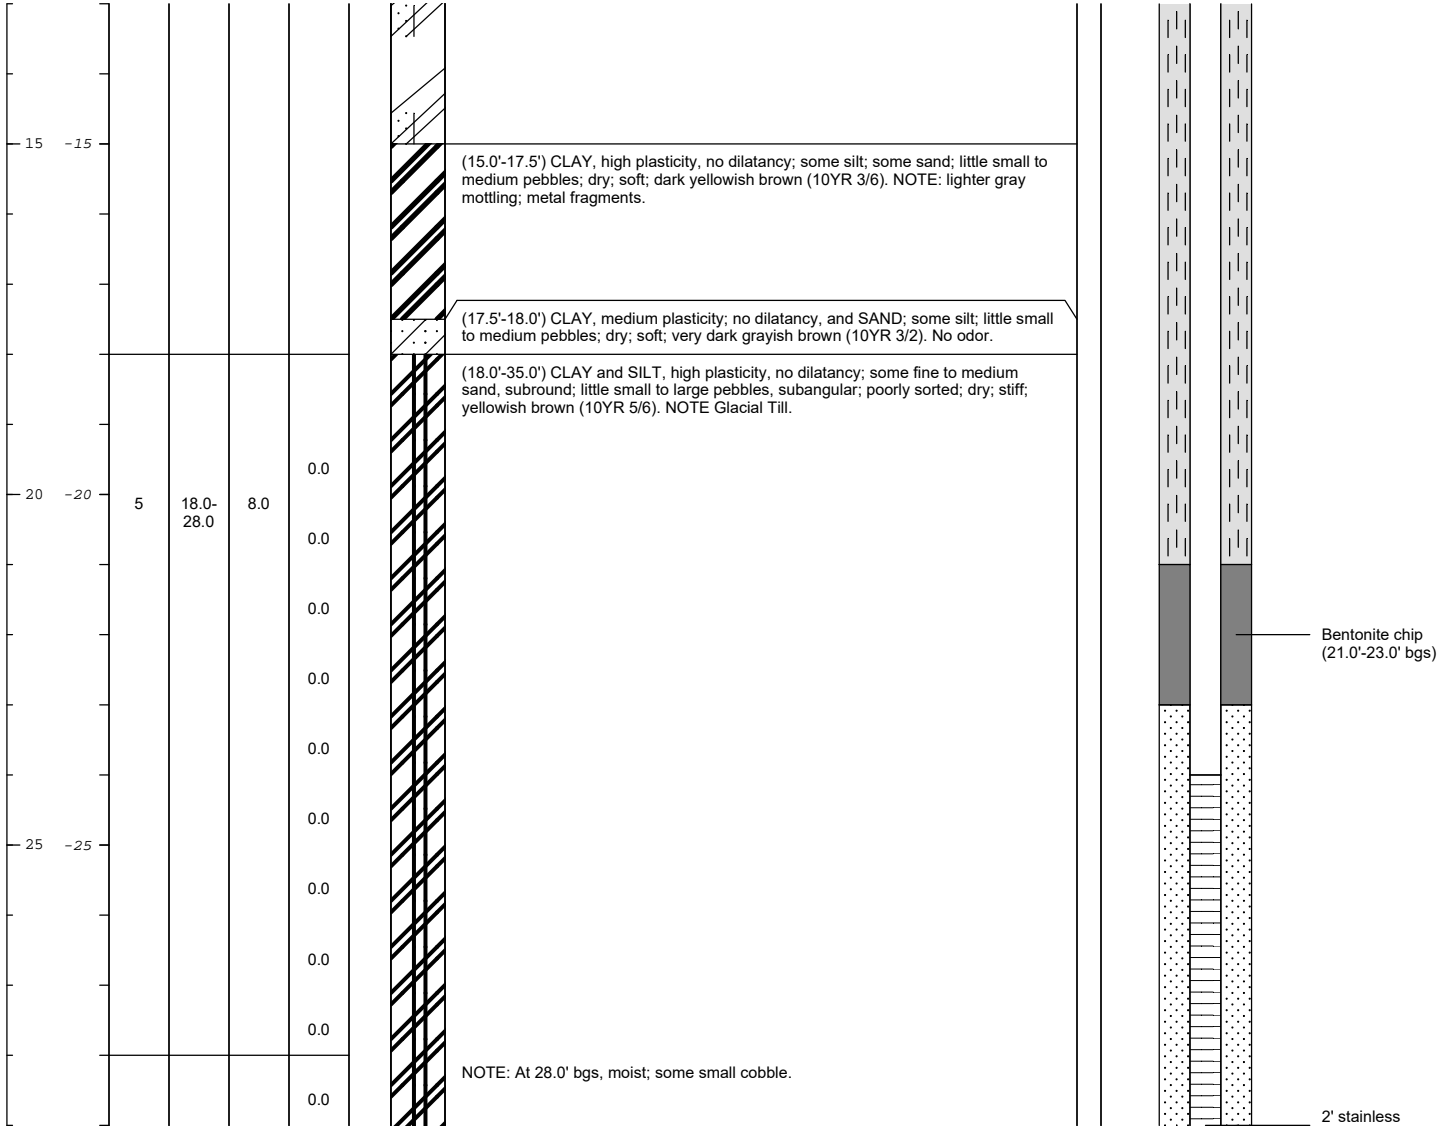 15 -15
(15.0'-17.5') CLAY, high plasticity, no dilatancy; some silt; some sand; little small to
medium pebbles; dry; soft; dark yellowish brown (10YR 3/6). NOTE: lighter gray
mottling; metal fragments.
(17.5'-18.0') CLAY, medium plasticity; no dilatancy, and SAND; some silt; little small
to medium pebbles; dry; soft; very dark grayish brown (10YR 3/2). No odor.
(18.0'-35.0') CLAY and SILT, high plasticity, no dilatancy; some fine to medium
sand, subround; little small to large pebbles, subangular; poorly sorted; dry; stiff;
yellowish brown (10YR 5/6). NOTE Glacial Till.
0.0
20 -20
5
18.0-
28.0
8.0
0.0
0.0
Bentonite chip
(21.0'-23.0' bgs)
0.0
0.0
0.0
25 -25
0.0
0.0
0.0
NOTE: At 28.0' bgs, moist; some small cobble.
0.0
2' stainless